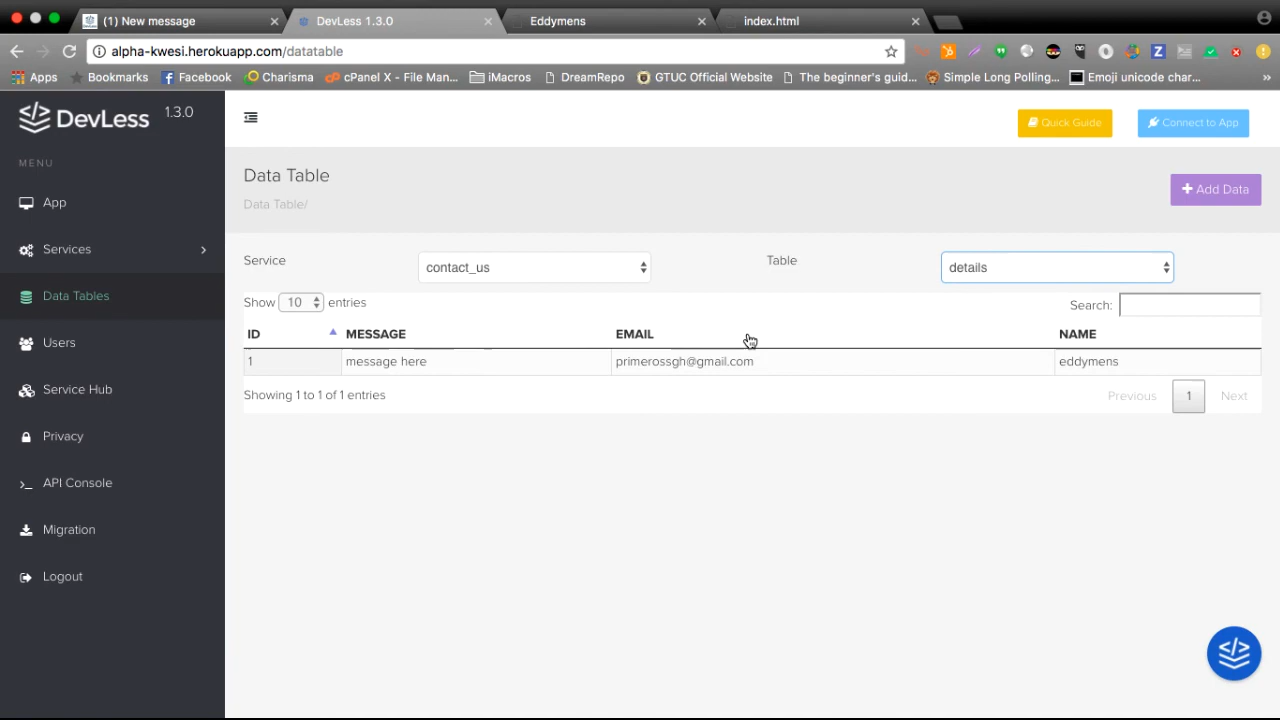 (1) New message
DevLess 1.3.0
Eddymens
index.html
alpha-kwesi.herokuapp.com/datatable
Apps
Bookmarks
Facebook
Charisma
cPanel X - File Man...
iMacros
DreamRepo
GTUC Official Website
The beginner's guid...
Simple Long Polling...
Emoji unicode char...
»
DevLess 1.3.0
MENU
App
Services
Data Tables
Users
Service Hub
Privacy
API Console
Migration
Logout
Quick Guide
Connect to App
Data Table
Data Table/
+ Add Data
Service
contact_us
Table
details
Show 10 entries
Search:
ID MESSAGE EMAIL NAME
1 message here primerossgh@gmail.com eddymens
Showing 1 to 1 of 1 entries
Previous 1 Next